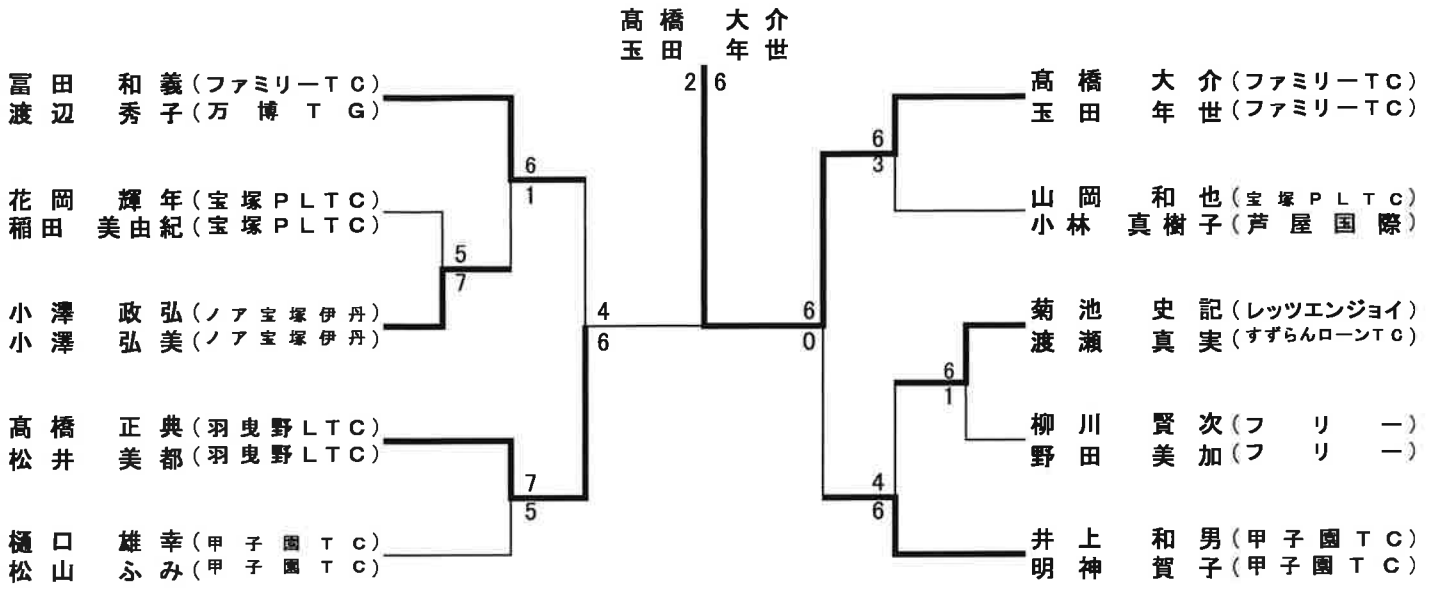 髙橋 大介
玉田 年世
2 6
冨田 和義(ファミリーTC)
渡辺 秀子(万博TG)
6
1
花岡 輝年(宝塚PLTC)
稲田 美由紀(宝塚PLTC)
5
7
小澤 政弘(ノア宝塚伊丹)
小澤 弘美(ノア宝塚伊丹)
4
6
髙橋 正典(羽曳野LTC)
松井 美都(羽曳野LTC)
7
5
樋口 雄幸(甲子園TC)
松山 ふみ(甲子園TC)
髙橋 大介(ファミリーTC)
玉田 年世(ファミリーTC)
6
3
山岡 和也(宝塚PLTC)
小林 真樹子(芦屋国際)
6
0
菊池 史記(レッツエンジョイ)
渡瀬 真実(すずらんローンTC)
6
1
柳川 賢次(フリー)
野田 美加(フリー)
4
6
井上 和男(甲子園TC)
明神 賀子(甲子園TC)